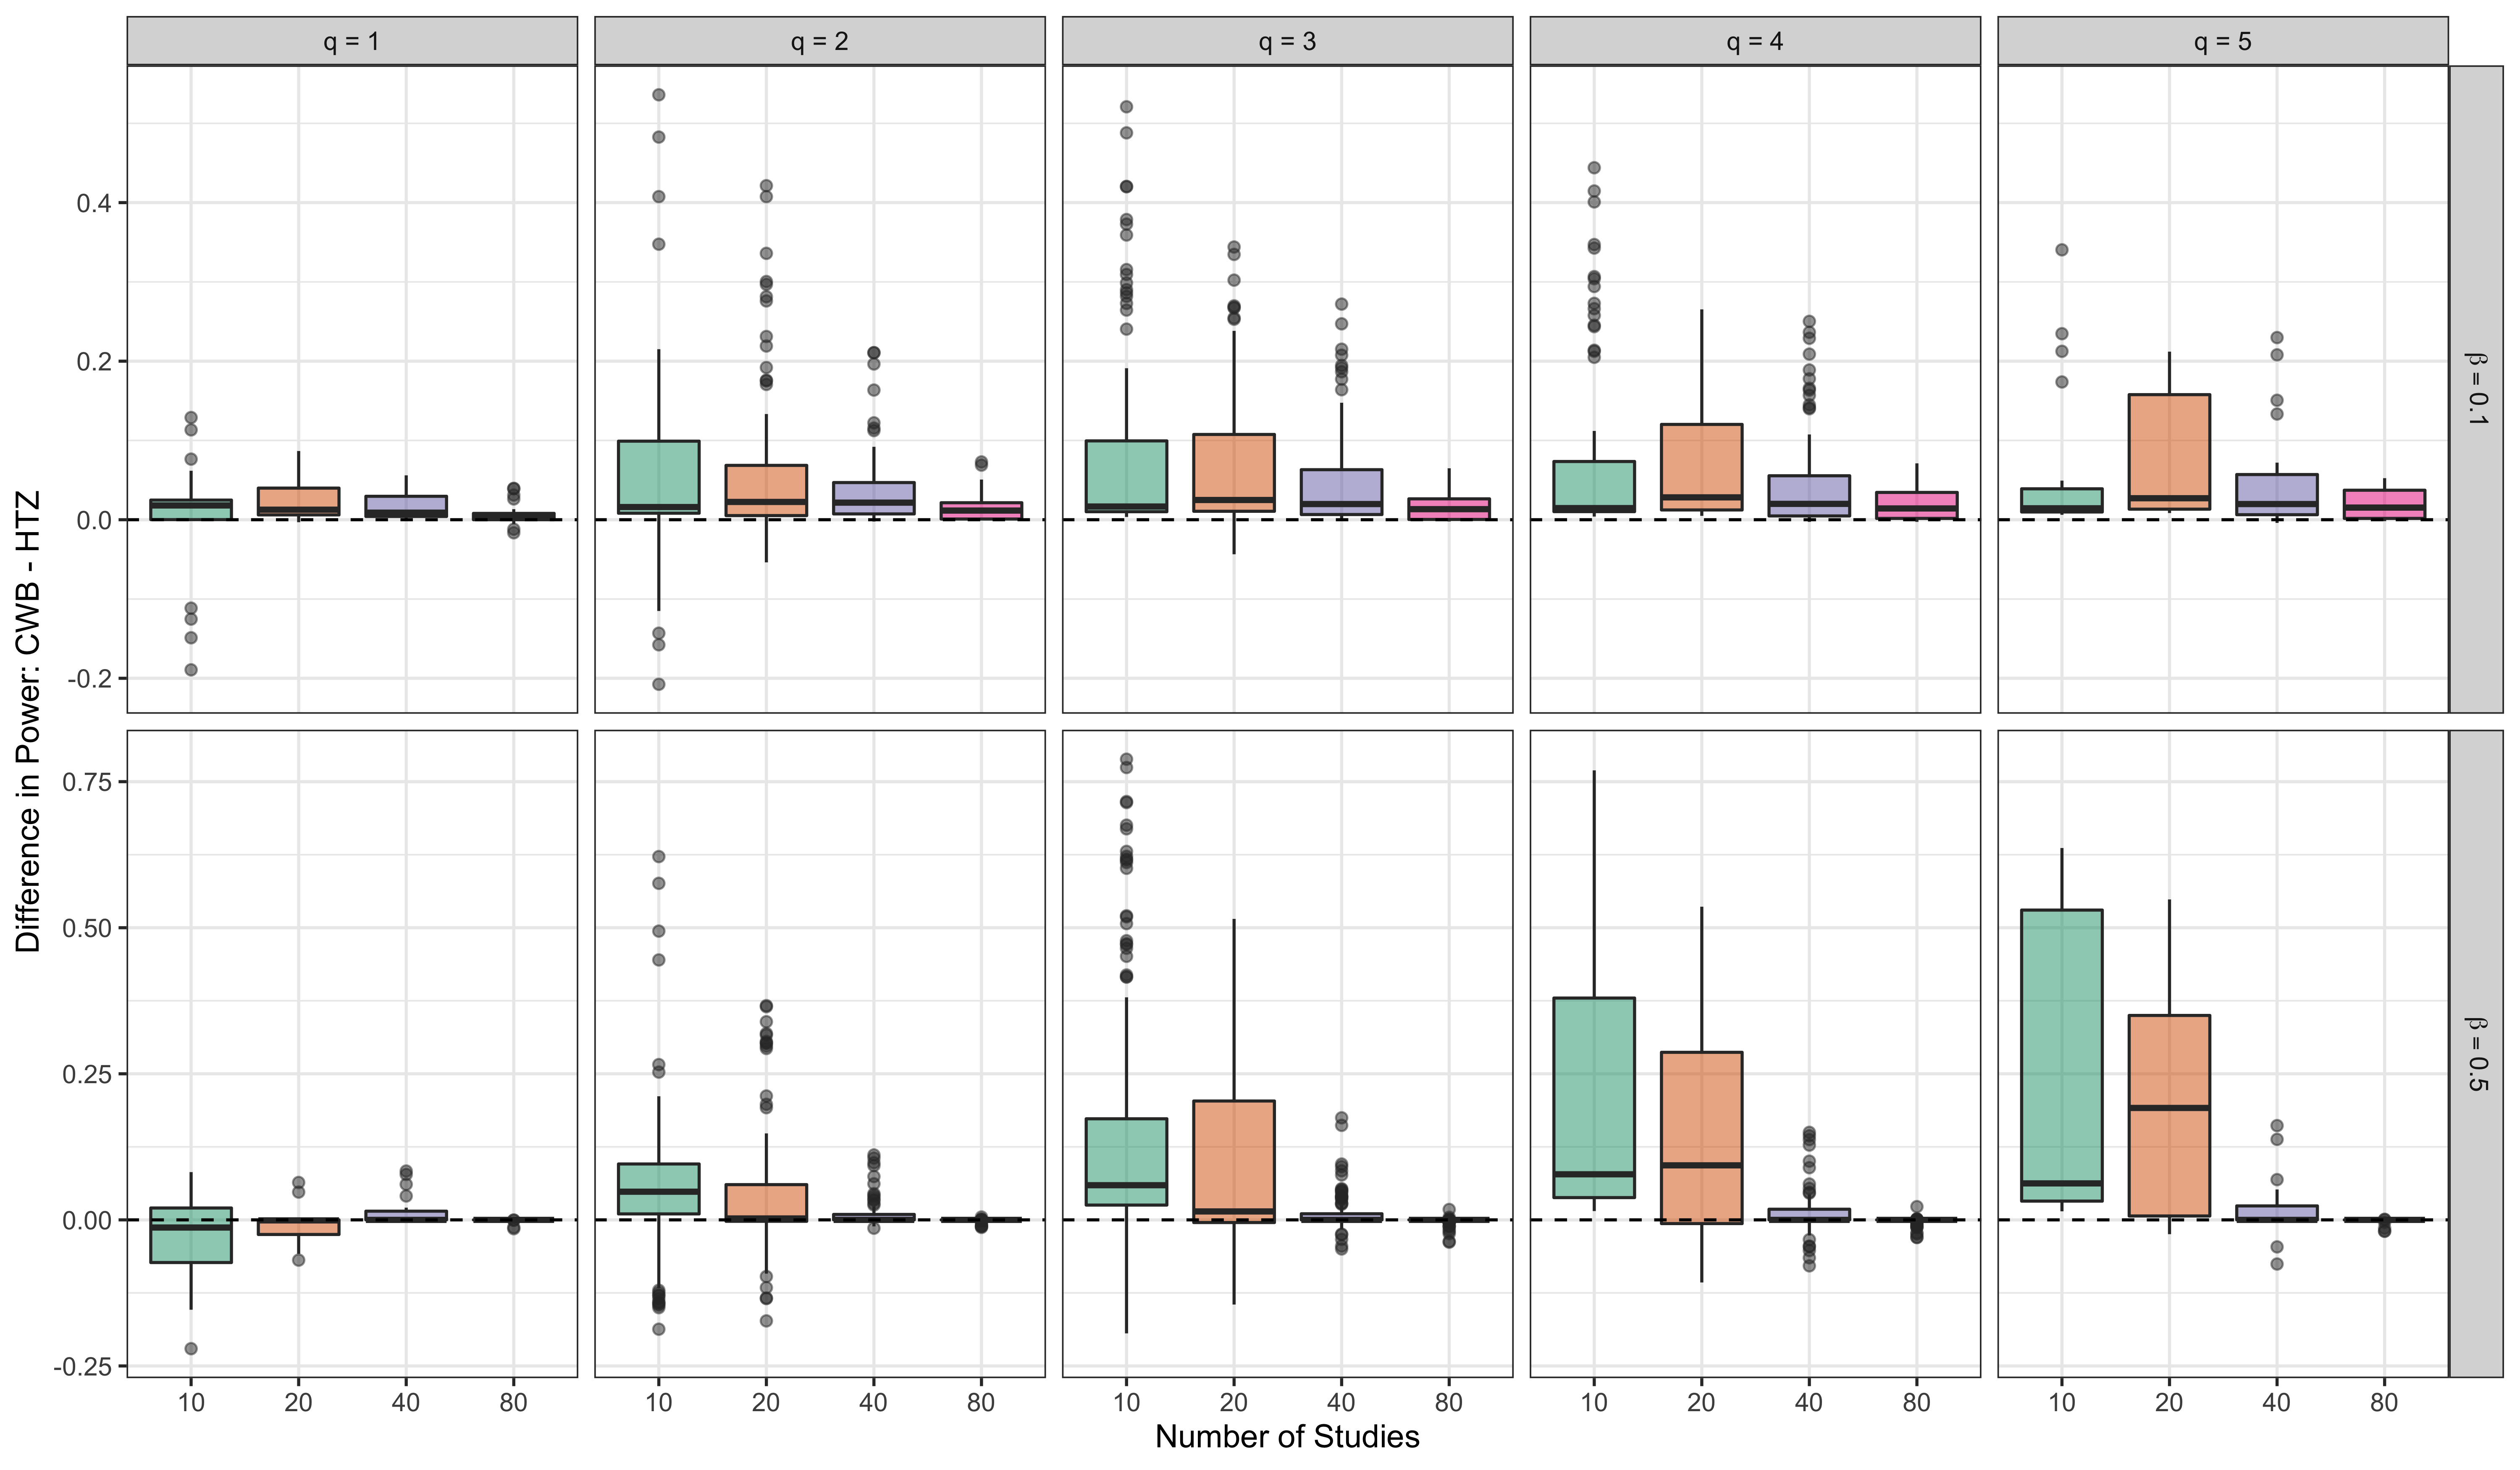 q = 1
q = 2
q = 3
q = 4
q = 5
Difference in Power: CWB - HTZ
0.4
0.2
0.0
-0.2
β = 0.1
0.75
0.50
0.25
0.00
-0.25
β = 0.5
10 20 40 80
10 20 40 80
10 20 40 80
10 20 40 80
10 20 40 80
Number of Studies